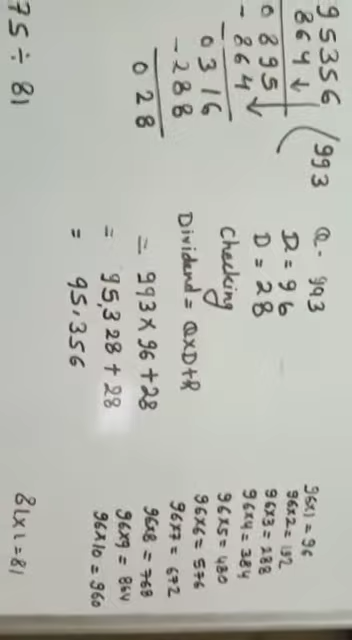 95356 ( 993
864↓
0895
- 864↓
0316
- 288
028
Q - 993
D = 96
D = 28
Checking
Dividend = Q×D+R
= 993×96+28
= 95,328+28
= 95,356
96×1 = 96
96×2 = 192
96×3 = 288
96×4 = 384
96×5 = 480
96×6 = 576
96×7 = 672
96×8 = 768
96×9 = 864
96×10 = 960
75 ÷ 81
81×1=81